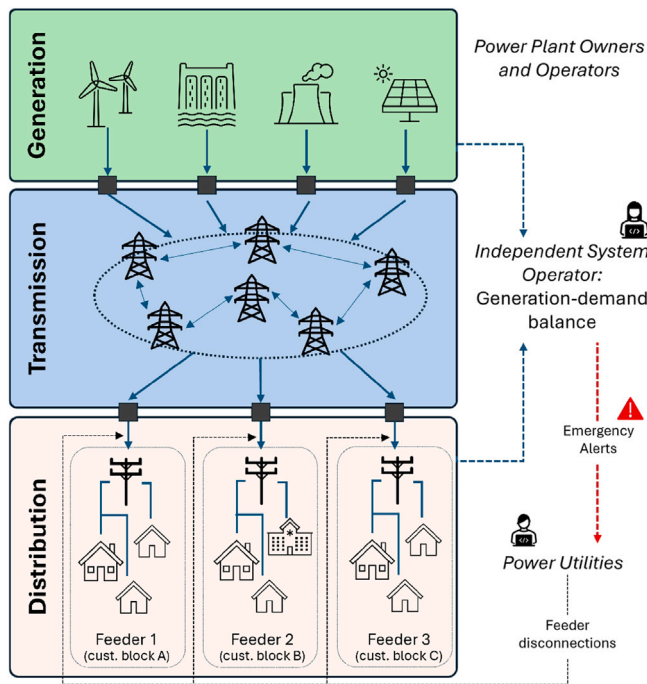 Generation
Power Plant Owners
and Operators
Transmission
Independent System
Operator:
Generation-demand
balance
Emergency
Alerts
Distribution
Power Utilities
Feeder 1
(cust. block A)
Feeder 2
(cust. block B)
Feeder 3
(cust. block C)
Feeder
disconnections